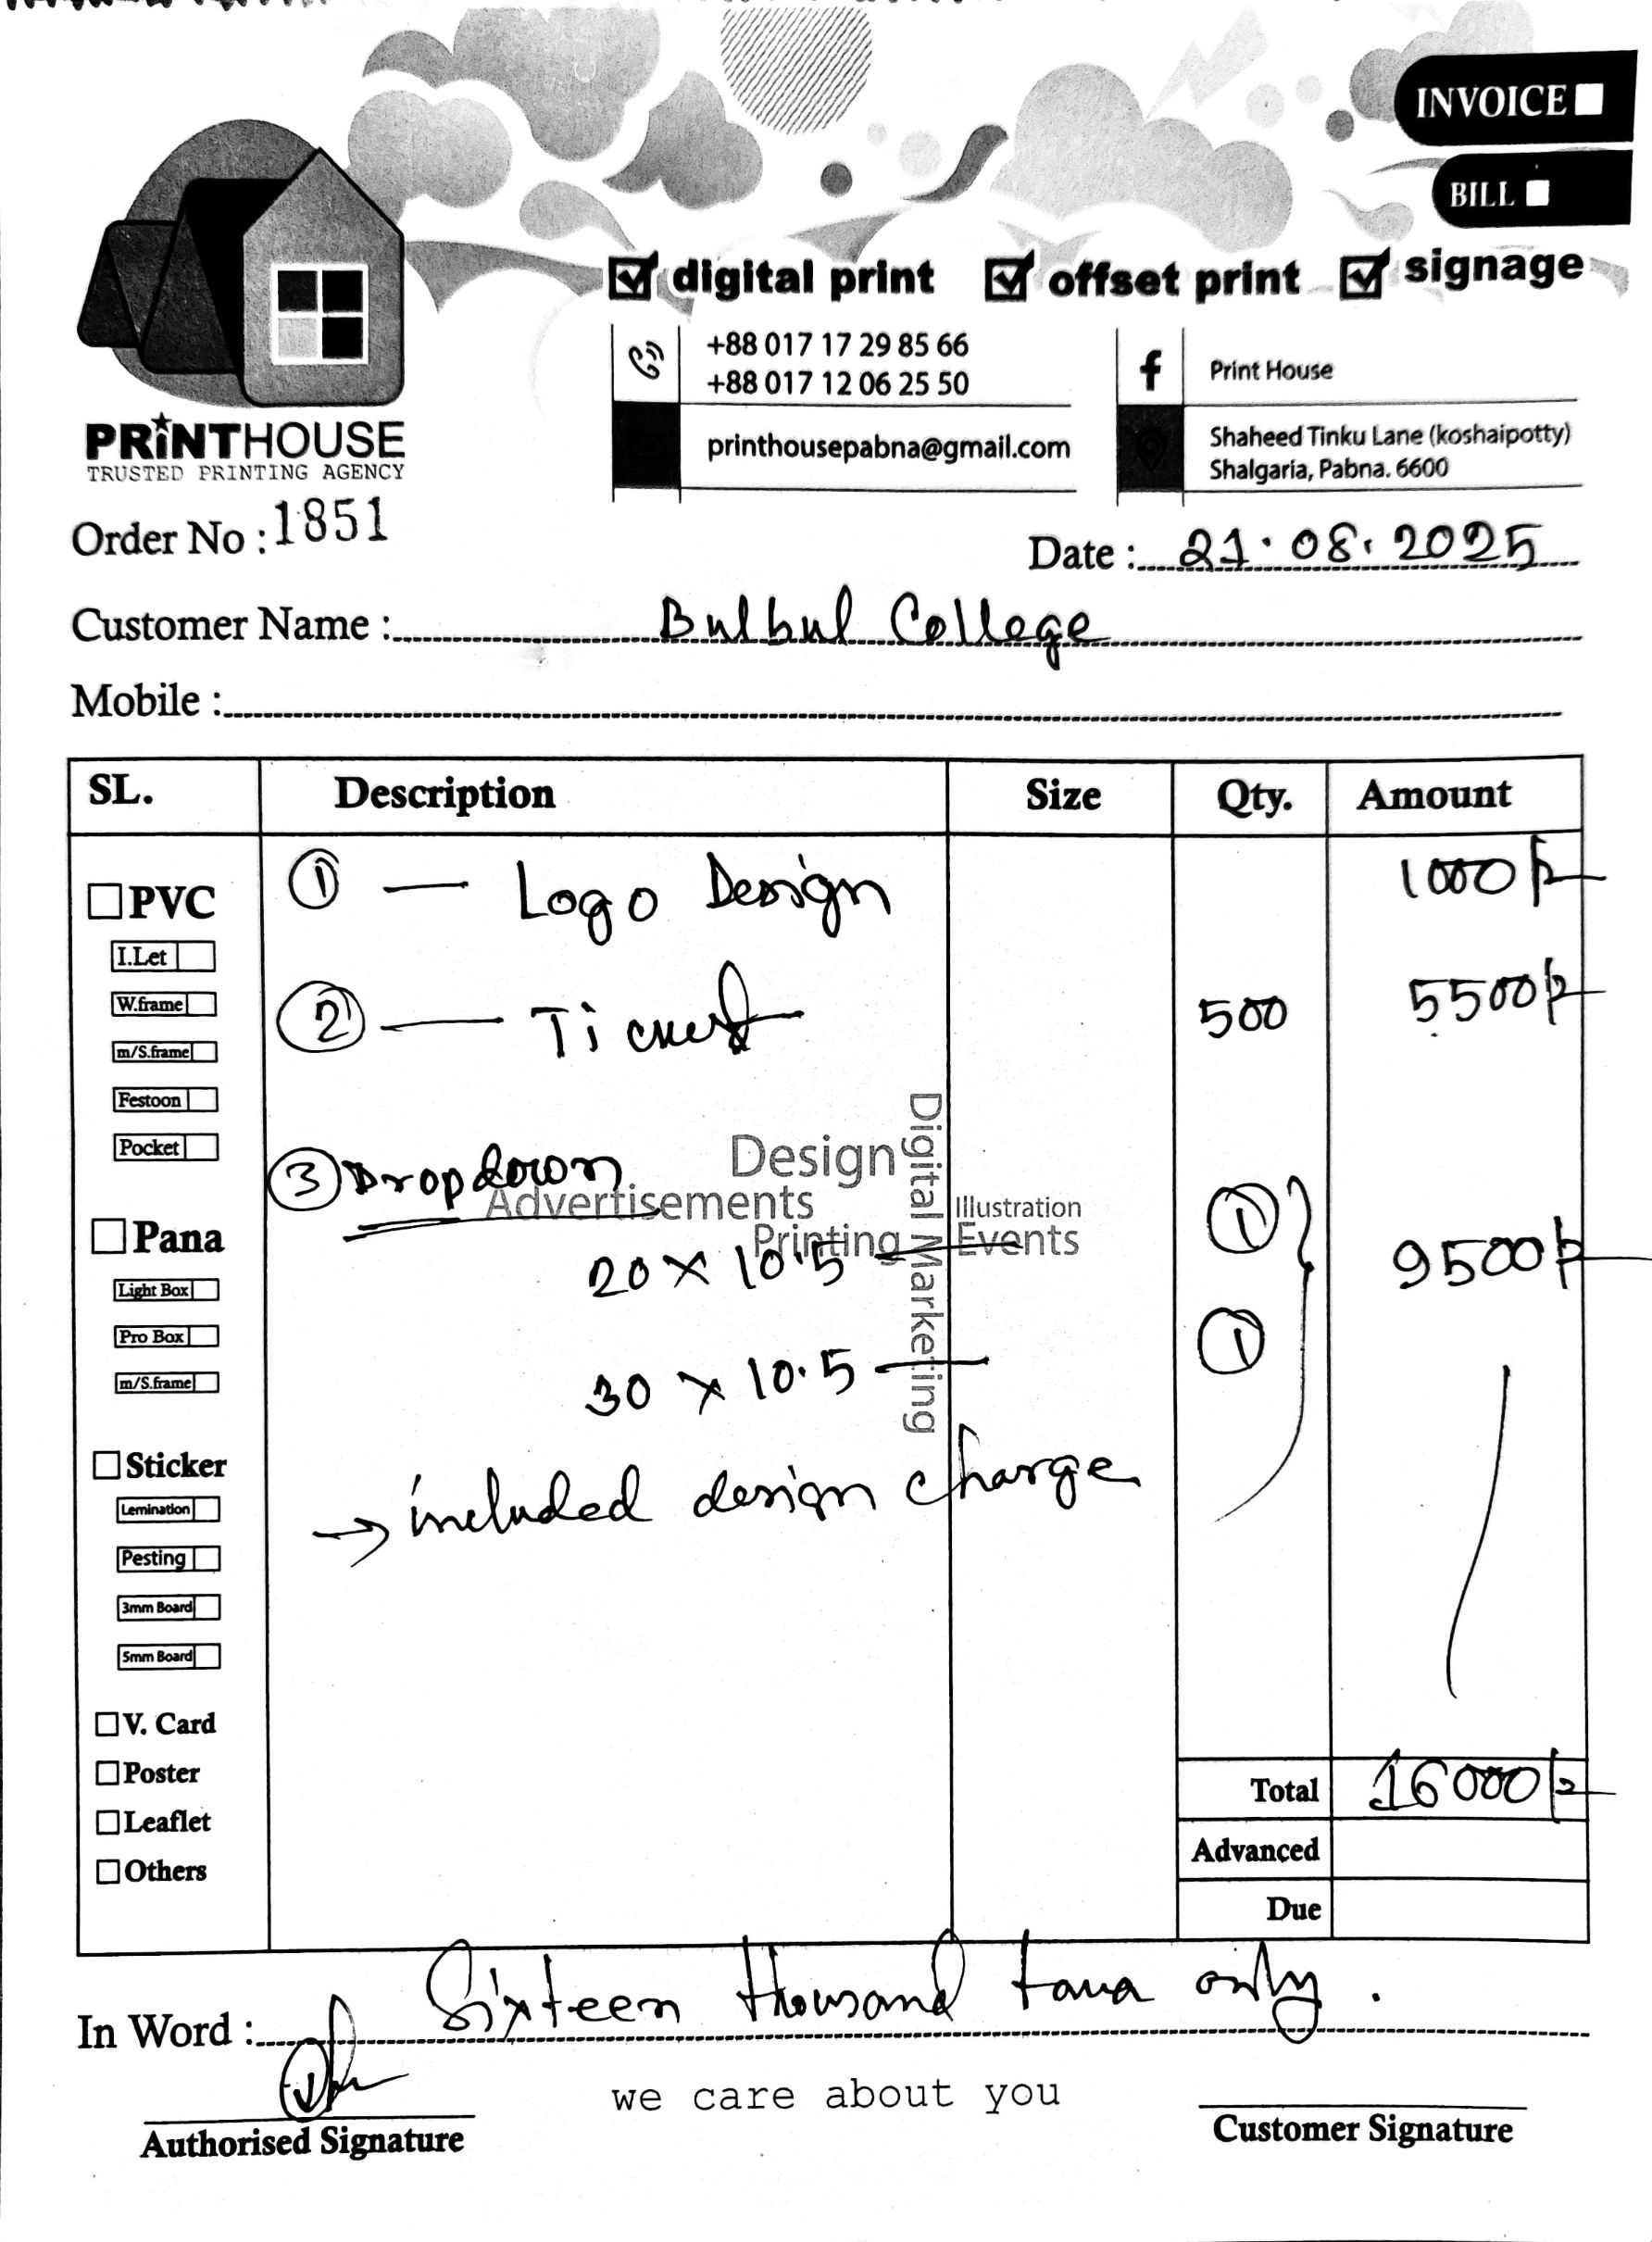 INVOICE
BILL
digital print offset print signage
+88 017 17 29 85 66
+88 017 12 06 25 50
Print House
printhousepabna@gmail.com
Shaheed Tinku Lane (koshaipotty)
Shalgaria, Pabna. 6600
PRiNTHOUSE
TRUSTED PRINTING AGENCY
Order No : 1851
Date : 21.08.2025
Customer Name : Bulbul College
Mobile :
SL. Description Size Qty. Amount
① — Logo Design 1000/-
PVC
I.Let
W.frame
② — Ticket 500 5500/-
m/S.frame
Festoon
Pocket
③ Dropdown
Design
Advertisements
Digital Marketing
Illustration
Printing
Events
Pana
20 × 10.5 — ① 9500/-
Light Box
Pro Box
30 × 10.5 — ①
m/S.frame
Sticker
→ included design charge
Lemination
Pesting
3mm Board
5mm Board
V. Card
Poster
Total 16000/-
Leaflet
Advanced
Others
Due
In Word : Sixteen thousand taka only.
we care about you
Authorised Signature
Customer Signature